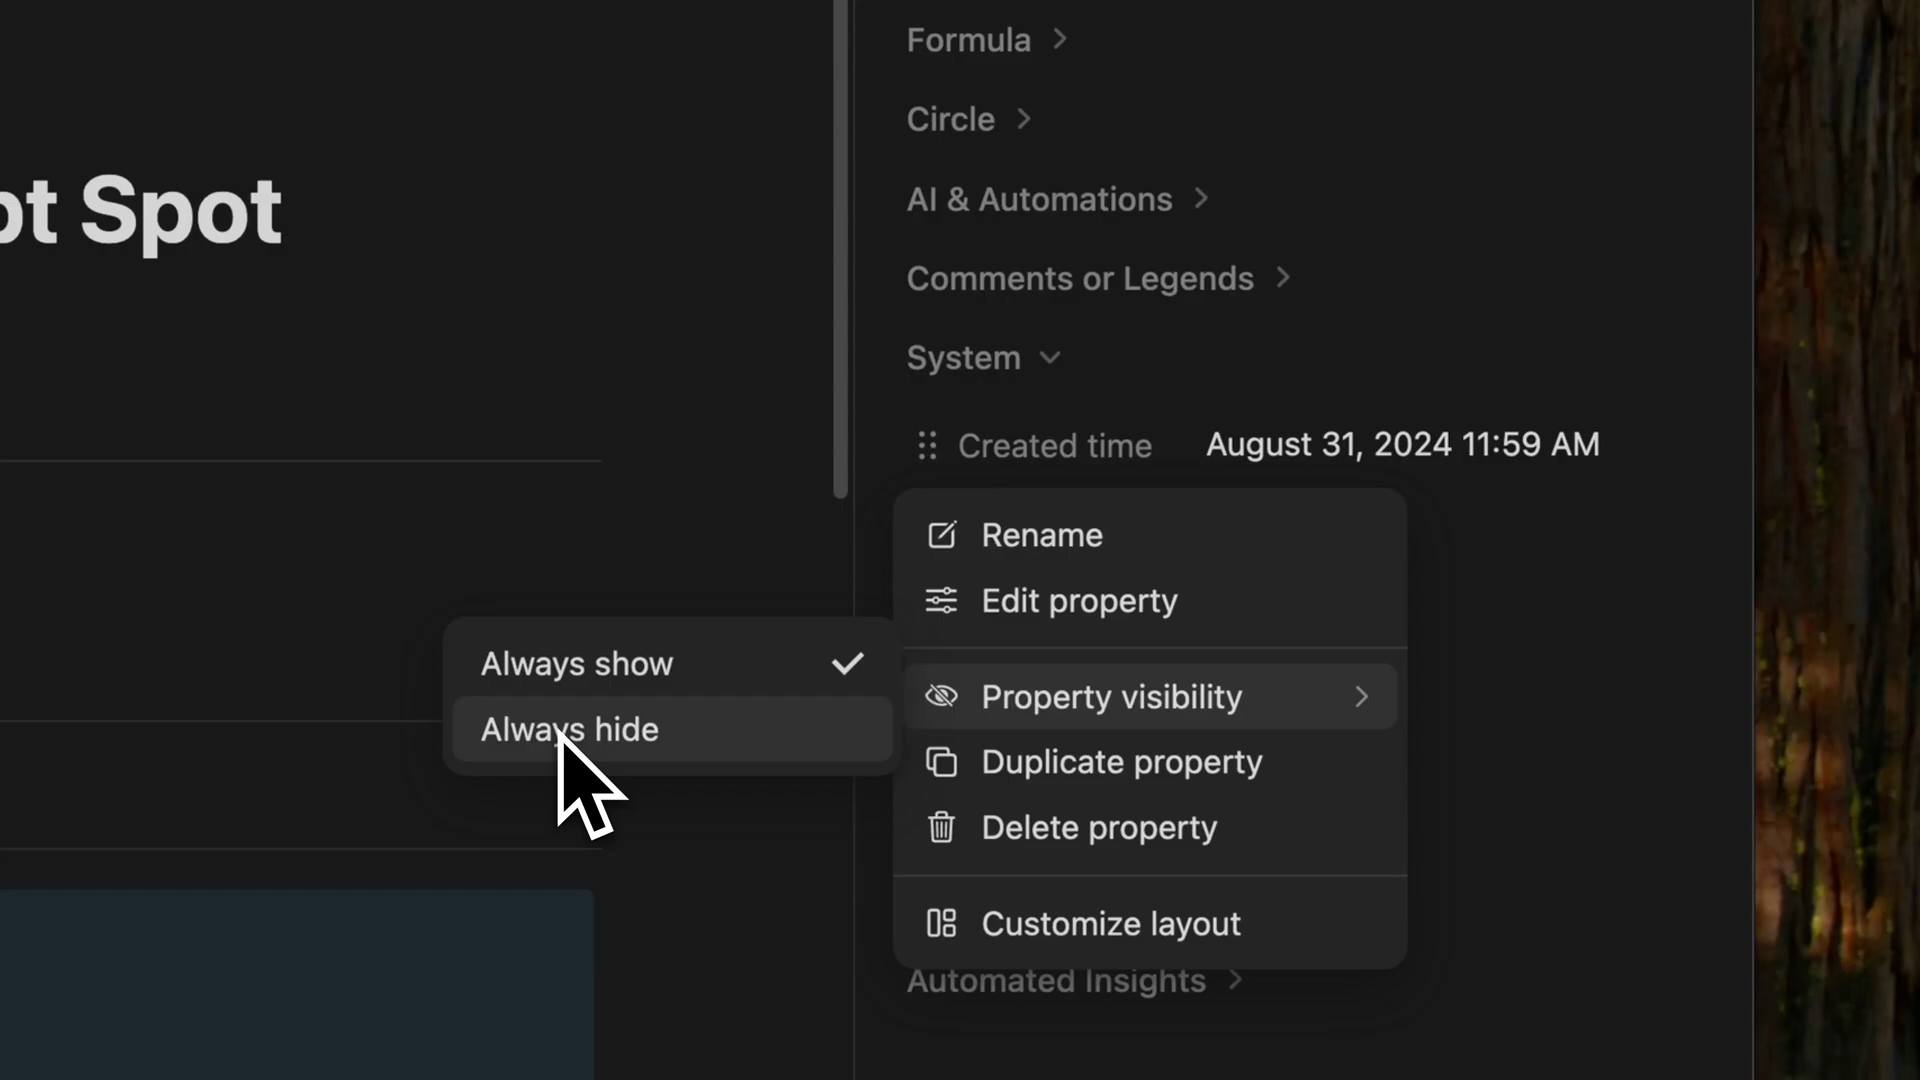 pt Spot
Formula
Circle
AI & Automations
Comments or Legends
System
Created time August 31, 2024 11:59 AM
Rename
Edit property
Property visibility
Always show
Always hide
Duplicate property
Delete property
Customize layout
Automated Insights